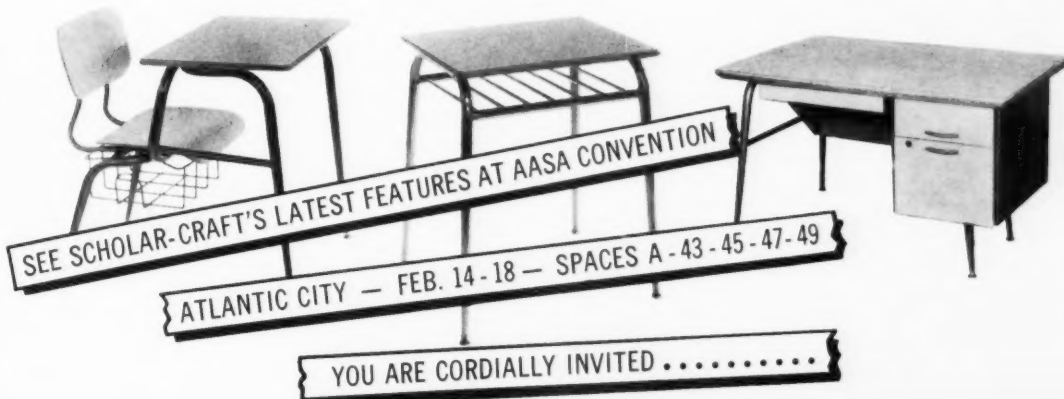 SEE SCHOLAR-CRAFT'S LATEST FEATURES AT AASA CONVENTION
ATLANTIC CITY — FEB. 14 - 18 — SPACES A - 43 - 45 - 47 - 49
YOU ARE CORDIALLY INVITED . . . . . . . . . .